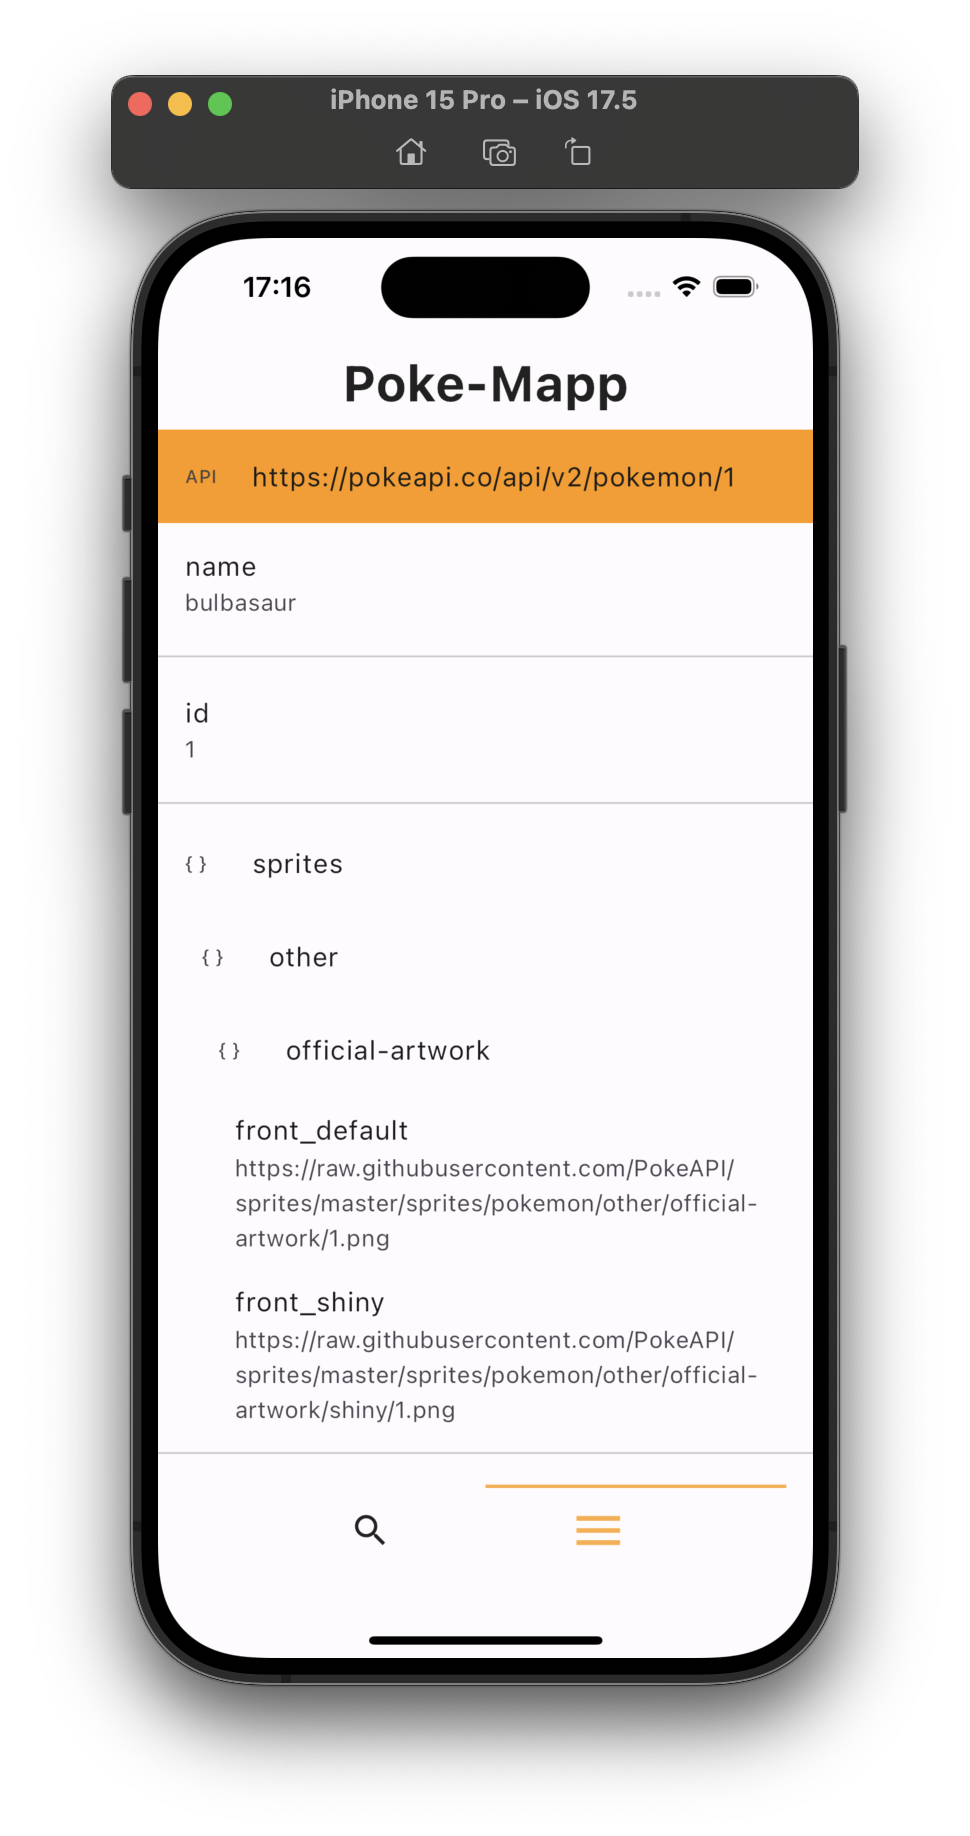 iPhone 15 Pro – iOS 17.5
17:16
Poke-Mapp
API https://pokeapi.co/api/v2/pokemon/1
name
bulbasaur
id
1
{ } sprites
{ } other
{ } official-artwork
front_default
https://raw.githubusercontent.com/PokeAPI/
sprites/master/sprites/pokemon/other/official-
artwork/1.png
front_shiny
https://raw.githubusercontent.com/PokeAPI/
sprites/master/sprites/pokemon/other/official-
artwork/shiny/1.png